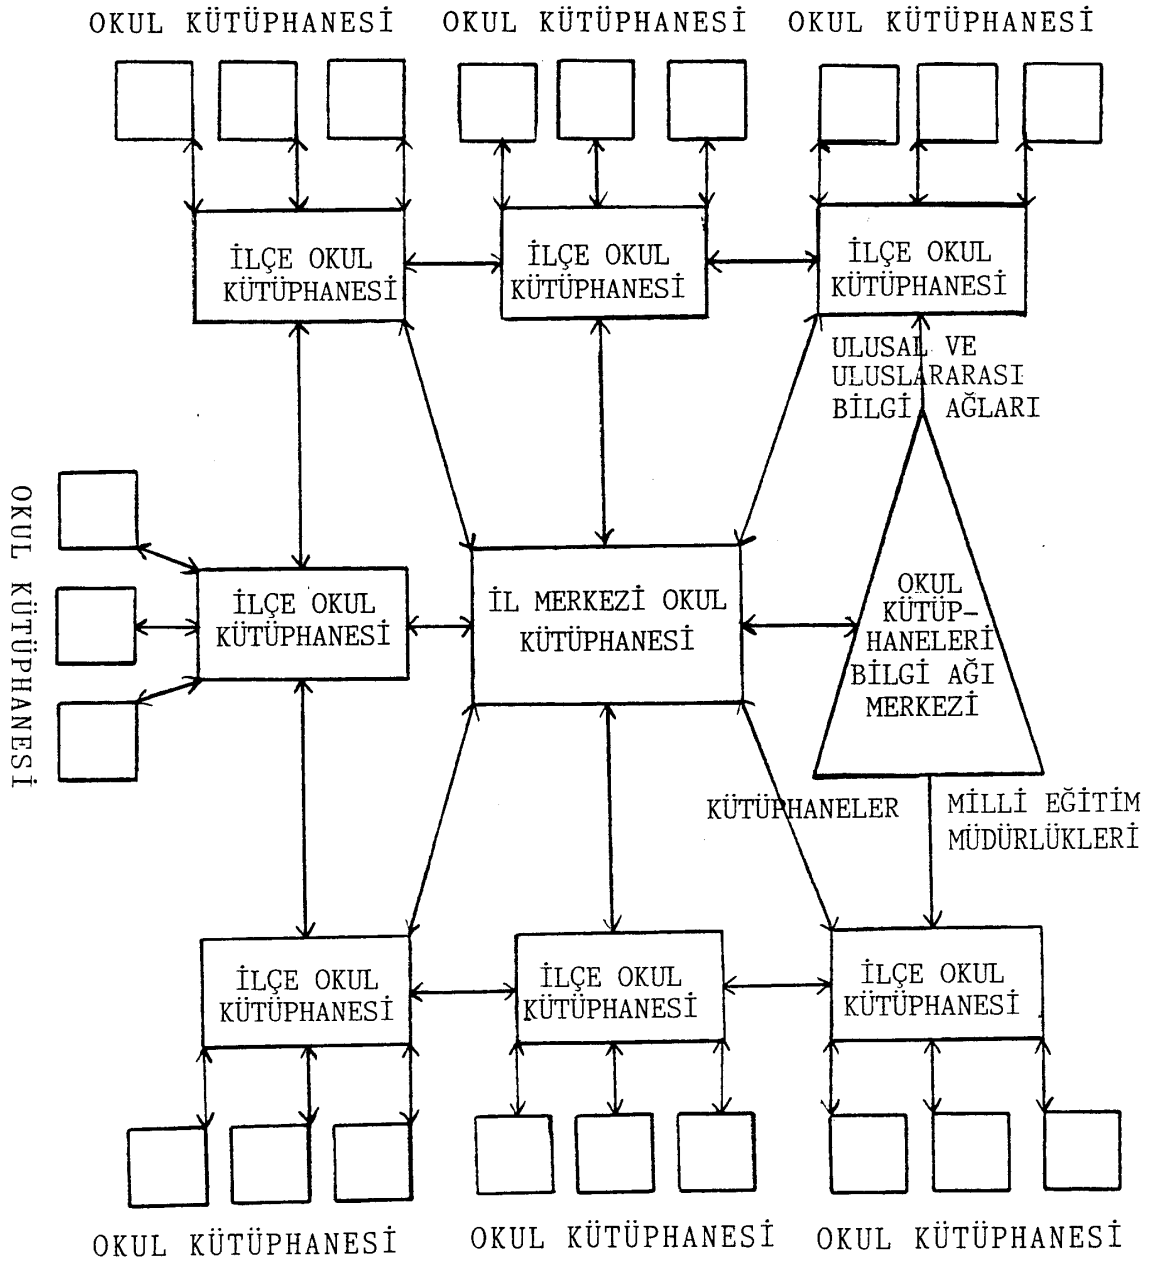 OKUL KÜTÜPHANESİ
OKUL KÜTÜPHANESİ
OKUL KÜTÜPHANESİ
İLÇE OKUL
KÜTÜPHANESİ
İLÇE OKUL
KÜTÜPHANESİ
İLÇE OKUL
KÜTÜPHANESİ
ULUSAL VE
ULUSLARARASI
BİLGİ AĞLARI
OKUL KÜTÜPHANESİ
İLÇE OKUL
KÜTÜPHANESİ
İL MERKEZİ OKUL
KÜTÜPHANESİ
OKUL
KÜTÜP-
HANELERİ
BİLGİ AĞI
MERKEZİ
KÜTÜPHANELER
MİLLİ EĞİTİM
MÜDÜRLÜKLERİ
İLÇE OKUL
KÜTÜPHANESİ
İLÇE OKUL
KÜTÜPHANESİ
İLÇE OKUL
KÜTÜPHANESİ
OKUL KÜTÜPHANESİ
OKUL KÜTÜPHANESİ
OKUL KÜTÜPHANESİ